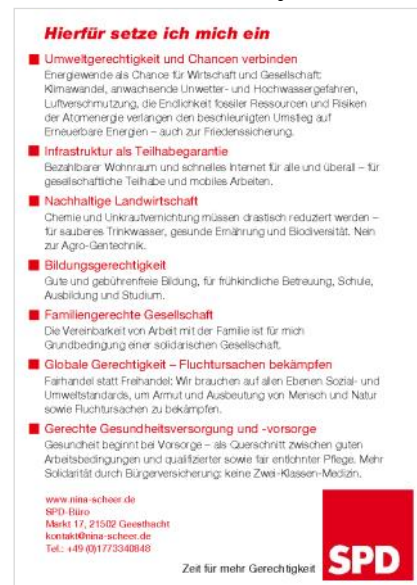 Hierfür setze ich mich ein
Umweltgerechtigkeit und Chancen verbinden
Energiewende als Chance für Wirtschaft und Gesellschaft:
Klimawandel, anwachsende Unwetter- und Hochwassergefahren,
Luftverschmutzung, die Endlichkeit fossiler Ressourcen und Risiken
der Atomenergie verlangen den beschleunigten Umstieg auf
Erneuerbare Energien – auch zur Friedenssicherung.
Infrastruktur als Teilhabegarantie
Bezahlbarer Wohnraum und schnelles Internet für alle und überall – für
gesellschaftliche Teilhabe und mobiles Arbeiten.
Nachhaltige Landwirtschaft
Chemie und Unkrautvernichtung müssen drastisch reduziert werden –
für sauberes Trinkwasser, gesunde Ernährung und Biodiversität. Nein
zur Agro-Gentechnik.
Bildungsgerechtigkeit
Gute und gebührenfreie Bildung, für frühkindliche Betreuung, Schule,
Ausbildung und Studium.
Familiengerechte Gesellschaft
Die Vereinbarkeit von Arbeit mit der Familie ist für mich
Grundbedingung einer solidarischen Gesellschaft.
Globale Gerechtigkeit – Fluchtursachen bekämpfen
Fairhandel statt Freihandel: Wir brauchen auf allen Ebenen Sozial- und
Umweltstandards, um Armut und Ausbeutung von Mensch und Natur
sowie Fluchtursachen zu bekämpfen.
Gerechte Gesundheitsversorgung und -vorsorge
Gesundheit beginnt bei Vorsorge – als Querschnitt zwischen guten
Arbeitsbedingungen und qualifizierter sowie fair entlohnter Pflege. Mehr
Solidarität durch Bürgerversicherung: keine Zwei-Klassen-Medizin.
www.nina-scheer.de
SPD-Büro
Markt 17, 21502 Geesthacht
kontakt@nina-scheer.de
Tel.: +49 (0)1773340848
Zeit für mehr Gerechtigkeit
SPD